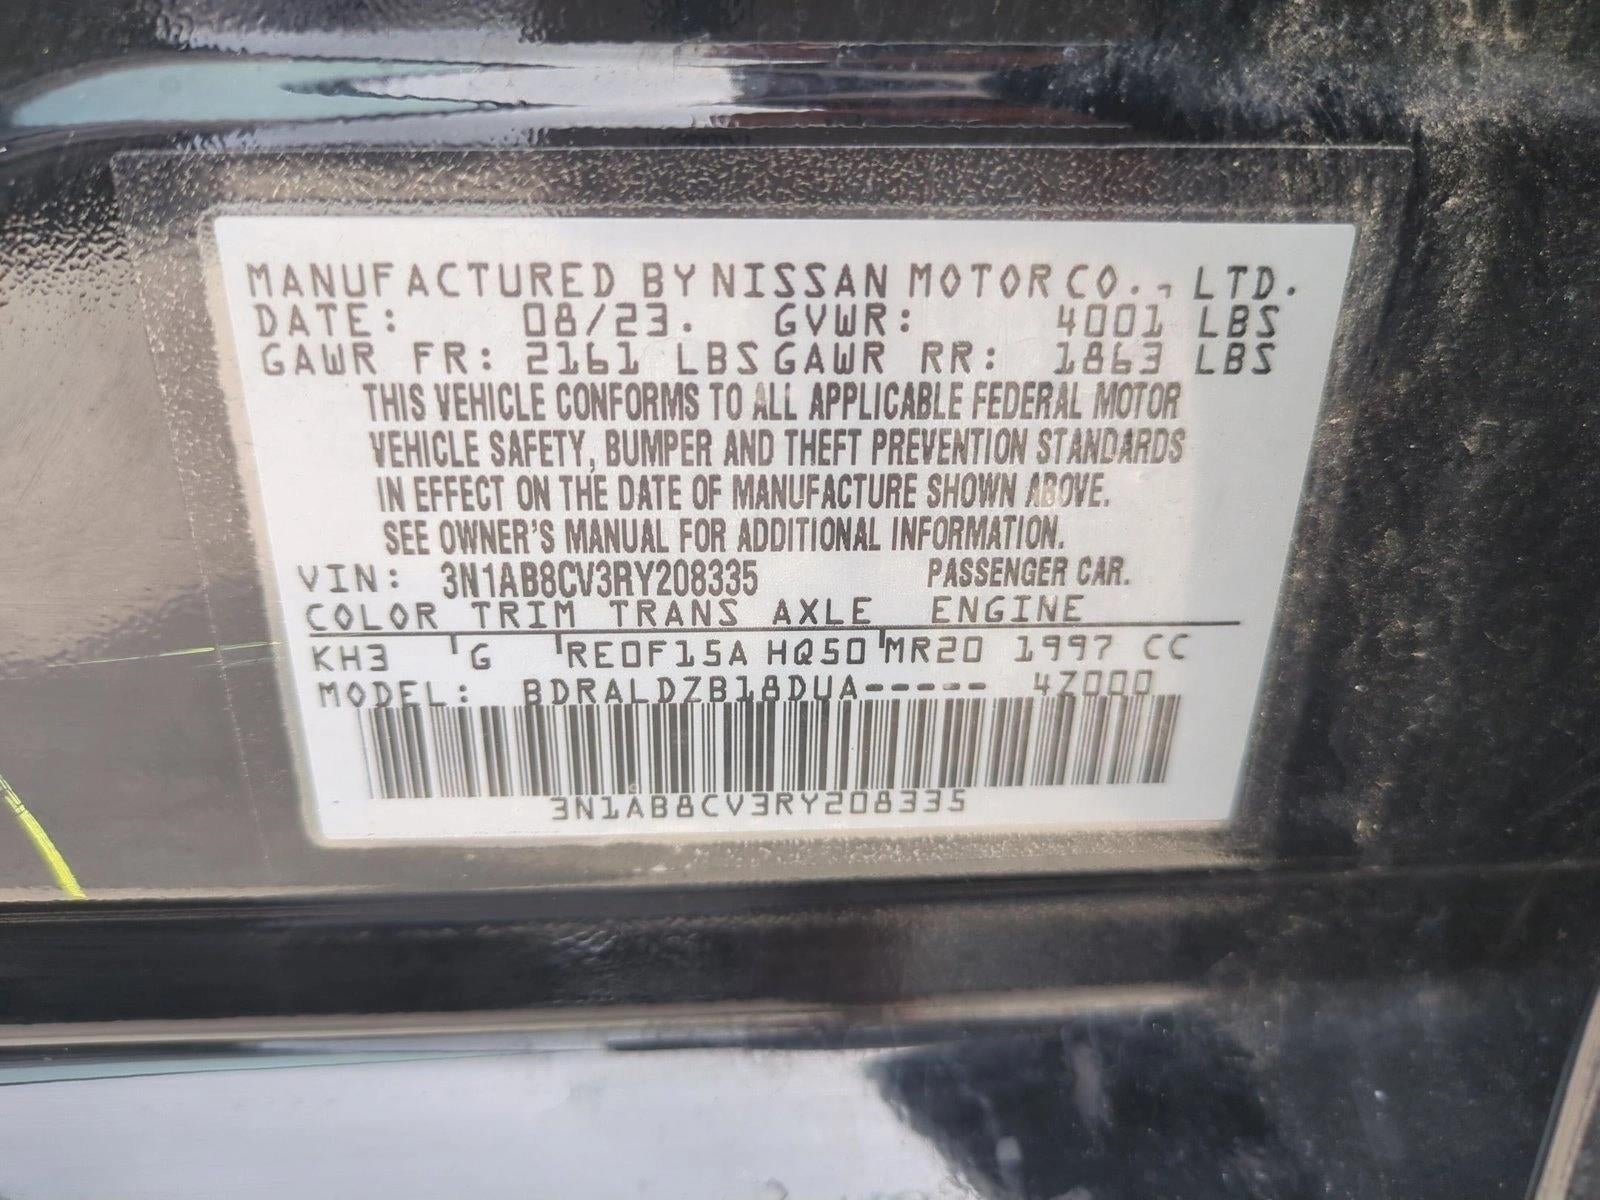 MANUFACTURED BY NISSAN MOTOR CO., LTD.
DATE: 08/23. GVWR: 4001 LBS
GAWR FR: 2161 LBS GAWR RR: 1863 LBS
THIS VEHICLE CONFORMS TO ALL APPLICABLE FEDERAL MOTOR
VEHICLE SAFETY, BUMPER AND THEFT PREVENTION STANDARDS
IN EFFECT ON THE DATE OF MANUFACTURE SHOWN ABOVE.
SEE OWNER'S MANUAL FOR ADDITIONAL INFORMATION.
VIN: 3N1AB8CV3RY208335 PASSENGER CAR.
COLOR TRIM TRANS AXLE ENGINE
KH3 G RE0F15A HQ50 MR20 1997 CC
MODEL: BDRALDZB18DUA----- 4Z000
3N1AB8CV3RY208335